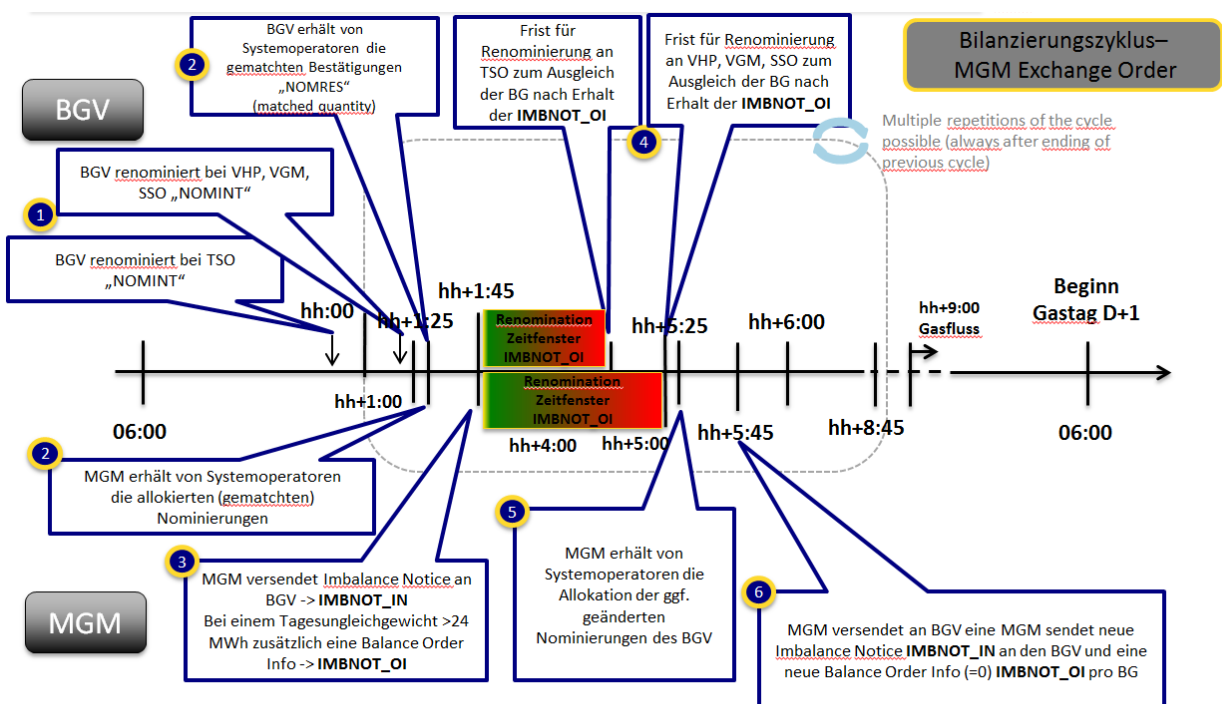 Bilanzierungszyklus–
MGM Exchange Order
BGV
2
BGV erhält von
Systemoperatoren die
gematchten Bestätigungen
„NOMRES“
(matched quantity)
Frist für
Renominierung an
TSO zum Ausgleich
der BG nach Erhalt
der IMBNOT_OI
Frist für Renominierung
an VHP, VGM, SSO zum
Ausgleich der BG nach
Erhalt der IMBNOT_OI
4
Multiple repetitions of the cycle
possible (always after ending of
previous cycle)
BGV renominiert bei VHP, VGM,
SSO „NOMINT“
1
BGV renominiert bei TSO
„NOMINT“
hh:00
hh+1:25
hh+1:45
Renomination
Zeitfenster
IMBNOT_OI
hh+5:25
hh+6:00
hh+9:00
Gasfluss
Beginn
Gastag D+1
06:00
hh+1:00
Renomination
Zeitfenster
IMBNOT_OI
hh+4:00
hh+5:00
hh+5:45
hh+8:45
06:00
2
MGM erhält von Systemoperatoren
die allokierten (gematchten)
Nominierungen
MGM
3
MGM versendet Imbalance Notice an
BGV -> IMBNOT_IN
Bei einem Tagesungleichgewicht >24
MWh zusätzlich eine Balance Order
Info -> IMBNOT_OI
5
MGM erhält von
Systemoperatoren die
Allokation der ggf.
geänderten
Nominierungen des BGV
6
MGM versendet an BGV eine MGM sendet neue
Imbalance Notice IMBNOT_IN an den BGV und eine
neue Balance Order Info (=0) IMBNOT_OI pro BG